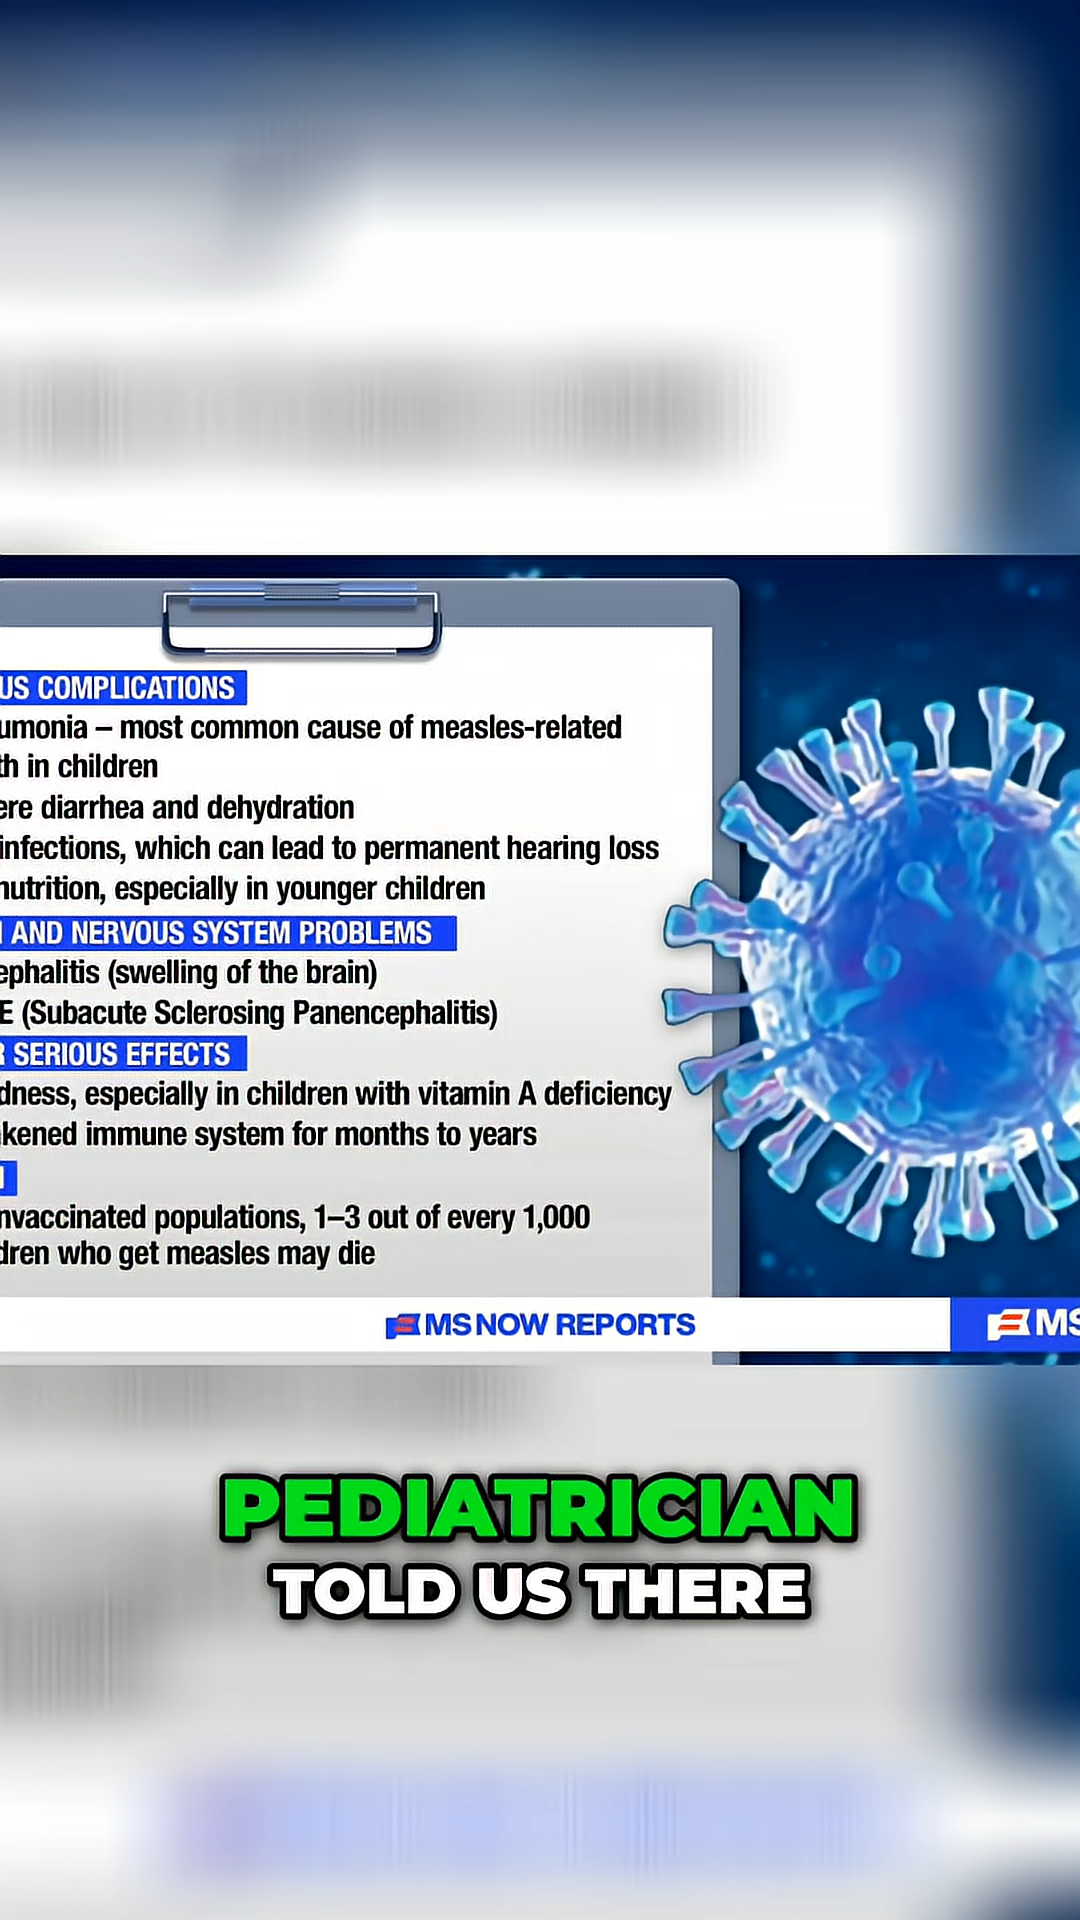 US COMPLICATIONS
umonia – most common cause of measles-related
th in children
ere diarrhea and dehydration
infections, which can lead to permanent hearing loss
nutrition, especially in younger children
AND NERVOUS SYSTEM PROBLEMS
ephalitis (swelling of the brain)
E (Subacute Sclerosing Panencephalitis)
R SERIOUS EFFECTS
dness, especially in children with vitamin A deficiency
kened immune system for months to years
nvaccinated populations, 1–3 out of every 1,000
dren who get measles may die
MS NOW REPORTS
MS
PEDIATRICIAN
TOLD US THERE